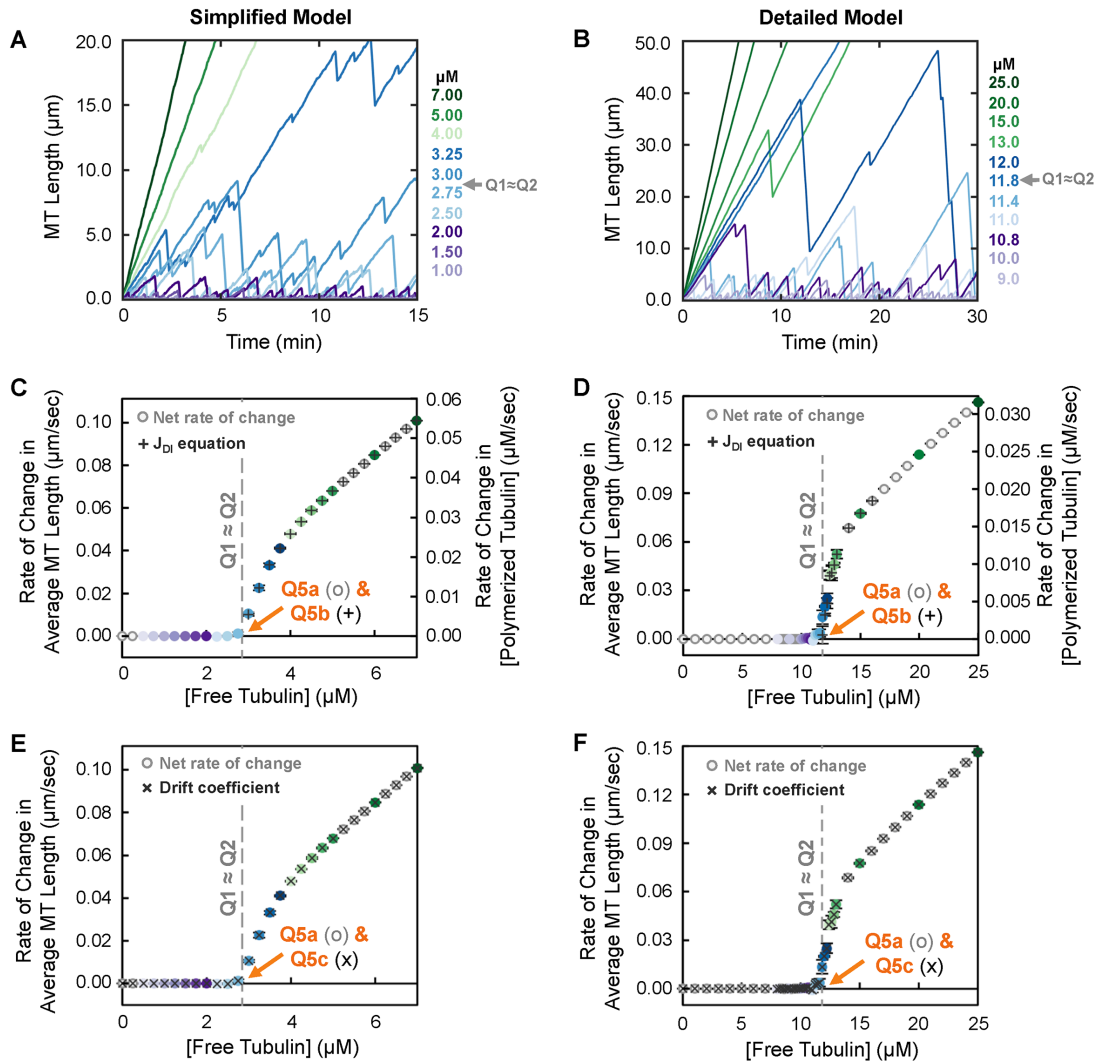 Simplified Model
Detailed Model
A
20.0
15.0
10.0
5.0
0.0
MT Length (µm)
0
5
10
15
Time (min)
µM
7.00
5.00
4.00
3.25
3.00
2.75
2.50
2.00
1.50
1.00
Q1≈Q2
B
50.0
40.0
30.0
20.0
10.0
0.0
MT Length (µm)
0
10
20
30
Time (min)
µM
25.0
20.0
15.0
13.0
12.0
11.8
11.4
11.0
10.8
10.0
9.0
Q1≈Q2
C
Rate of Change in
Average MT Length (µm/sec)
0.10
0.08
0.06
0.04
0.02
0.00
Net rate of change
+ JDI equation
Q1 ≈ Q2
Q5a (o) &
Q5b (+)
0.06
0.05
0.04
0.03
0.02
0.01
0.00
Rate of Change in
[Polymerized Tubulin] (µM/sec)
0
2
4
6
[Free Tubulin] (µM)
D
Rate of Change in
Average MT Length (µm/sec)
0.15
0.12
0.09
0.06
0.03
0.00
Net rate of change
+ JDI equation
Q1 ≈ Q2
Q5a (o) &
Q5b (+)
0.030
0.025
0.020
0.015
0.010
0.005
0.000
Rate of Change in
[Polymerized Tubulin] (µM/sec)
0
5
10
15
20
25
[Free Tubulin] (µM)
E
Rate of Change in
Average MT Length (µm/sec)
0.10
0.08
0.06
0.04
0.02
0.00
Net rate of change
× Drift coefficient
Q1 ≈ Q2
Q5a (o) &
Q5c (x)
0
2
4
6
[Free Tubulin] (µM)
F
Rate of Change in
Average MT Length (µm/sec)
0.15
0.12
0.09
0.06
0.03
0.00
Net rate of change
× Drift coefficient
Q1 ≈ Q2
Q5a (o) &
Q5c (x)
0
5
10
15
20
25
[Free Tubulin] (µM)